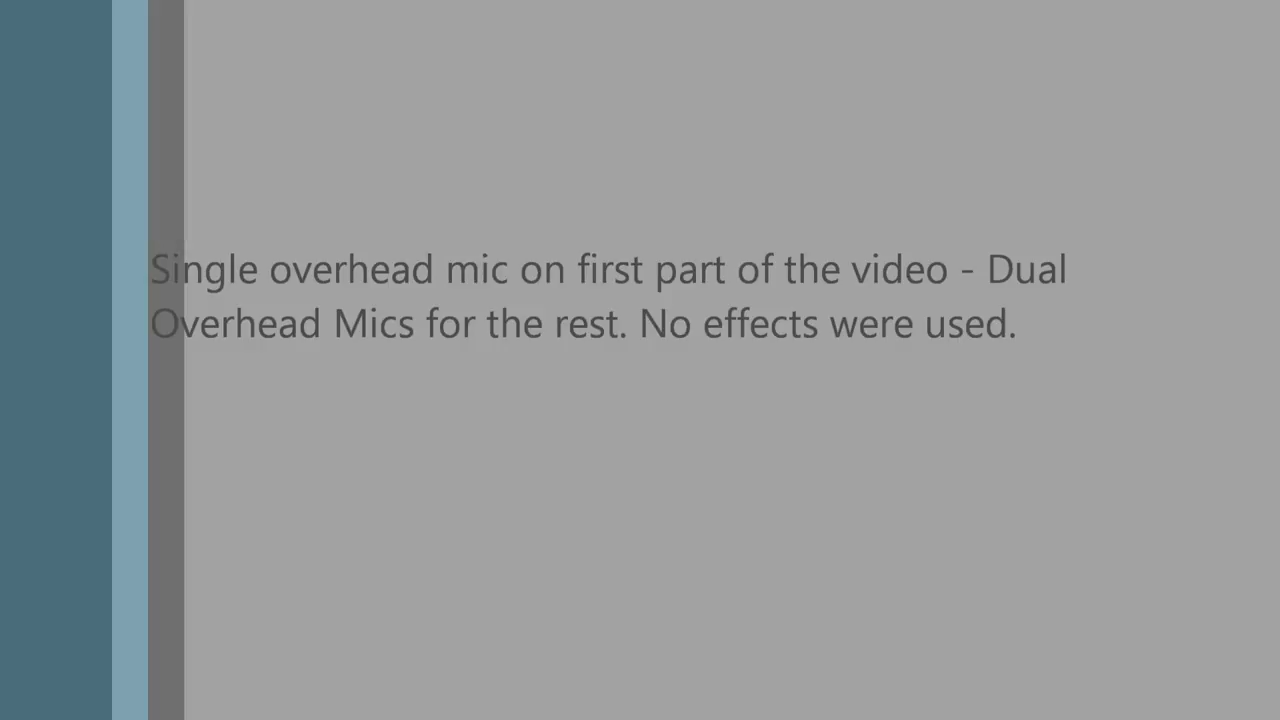 Single overhead mic on first part of the video - Dual
Overhead Mics for the rest. No effects were used.